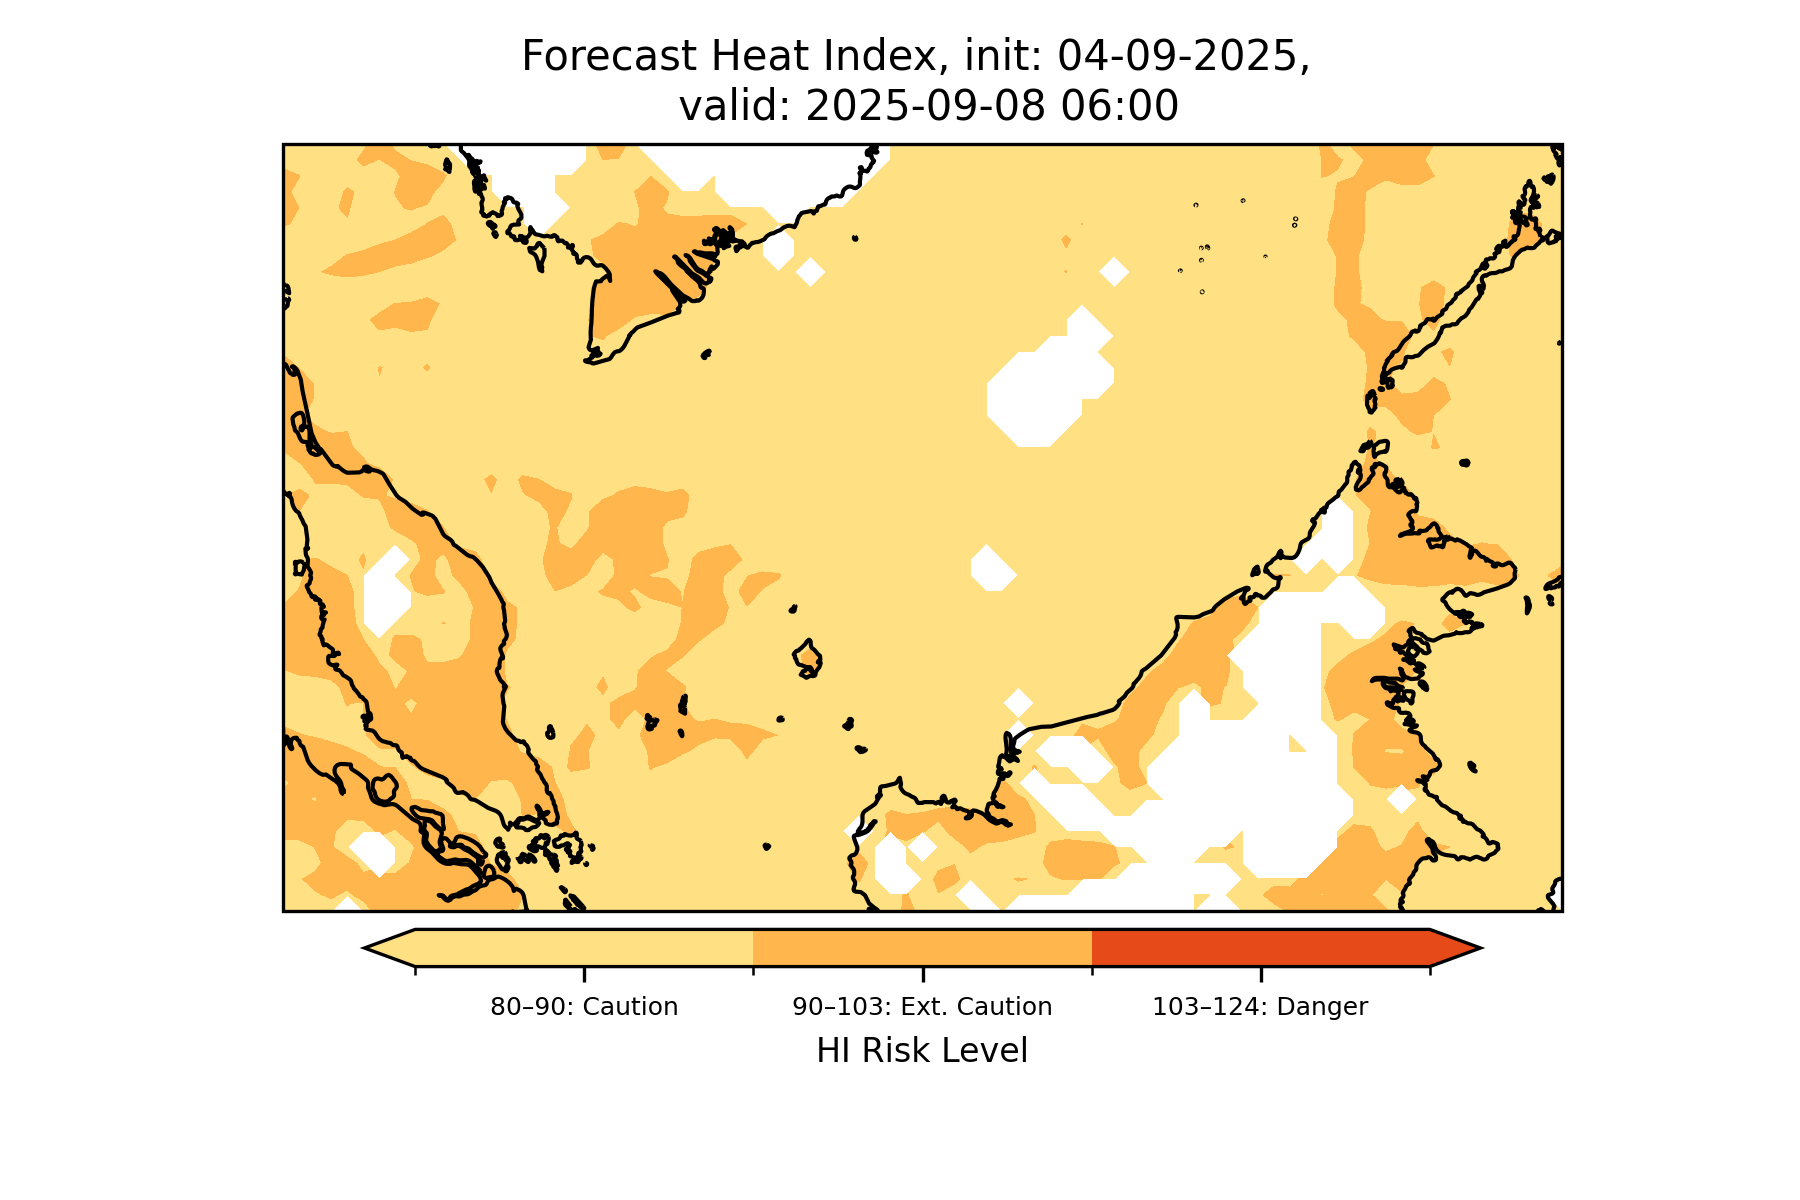 Forecast Heat Index, init: 04-09-2025,
valid: 2025-09-08 06:00
80–90: Caution
90–103: Ext. Caution
103–124: Danger
HI Risk Level